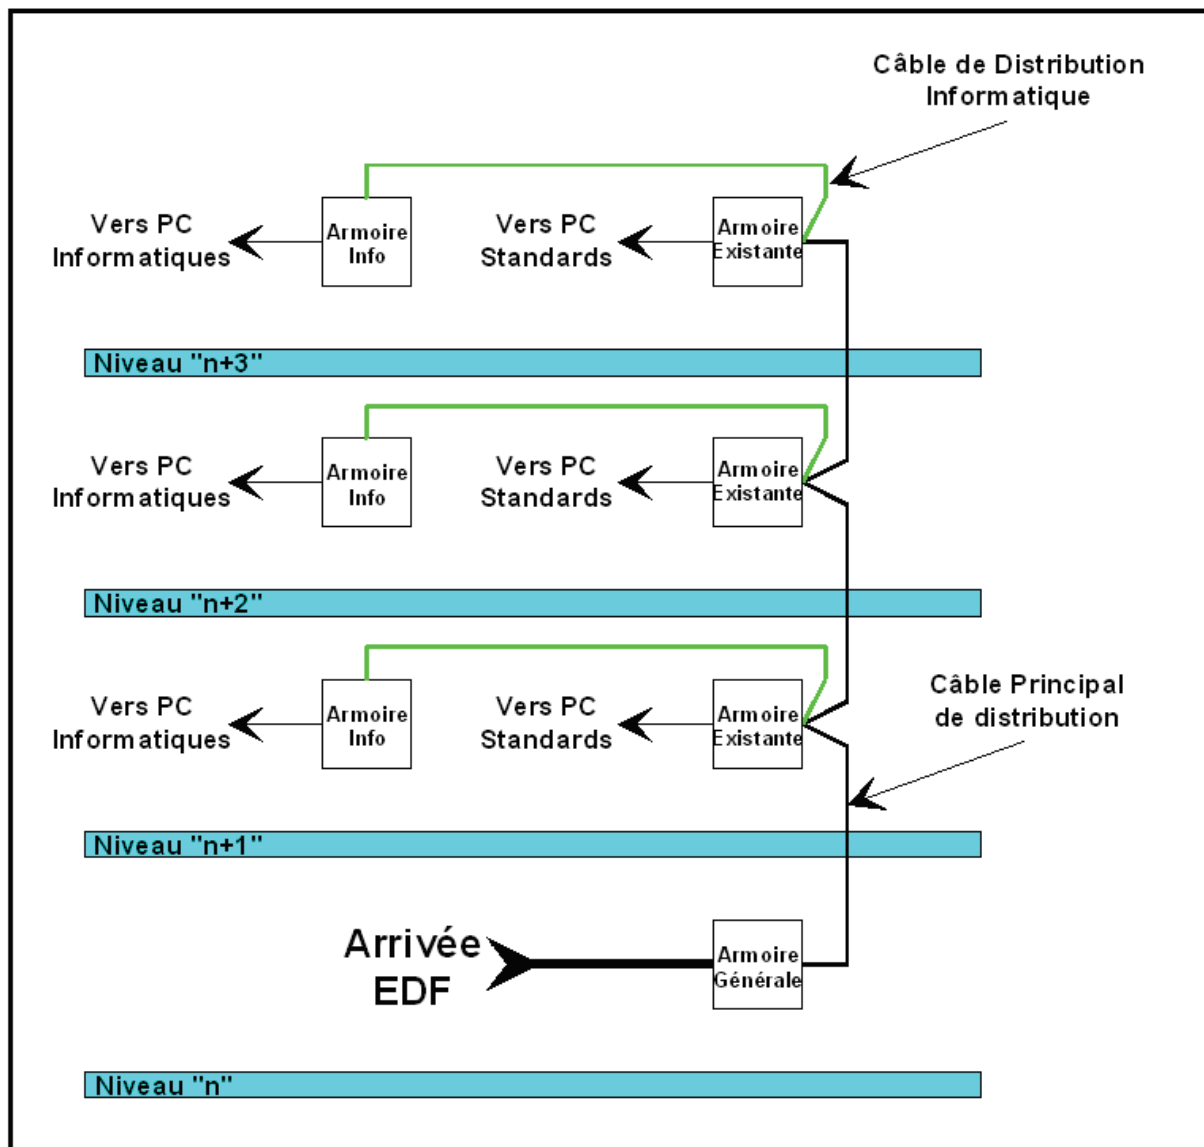 Câble de Distribution
Informatique
Vers PC
Informatiques
Armoire
Info
Vers PC
Standards
Armoire
Existante
Niveau "n+3"
Vers PC
Informatiques
Armoire
Info
Vers PC
Standards
Armoire
Existante
Niveau "n+2"
Vers PC
Informatiques
Armoire
Info
Vers PC
Standards
Armoire
Existante
Câble Principal
de distribution
Niveau "n+1"
Arrivée
EDF
Armoire
Générale
Niveau "n"